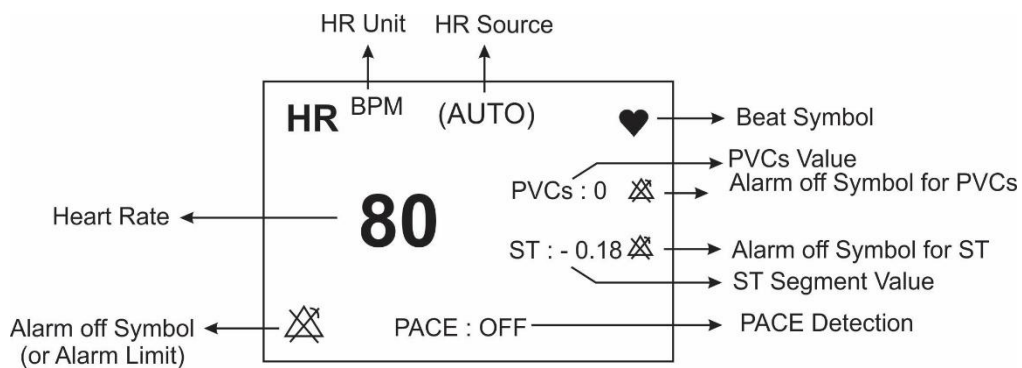 HR Unit
HR Source
HR BPM (AUTO)
Beat Symbol
PVCs Value
PVCs : 0
Alarm off Symbol for PVCs
Heart Rate
80
ST : - 0.18
Alarm off Symbol for ST
ST Segment Value
Alarm off Symbol
(or Alarm Limit)
PACE : OFF
PACE Detection